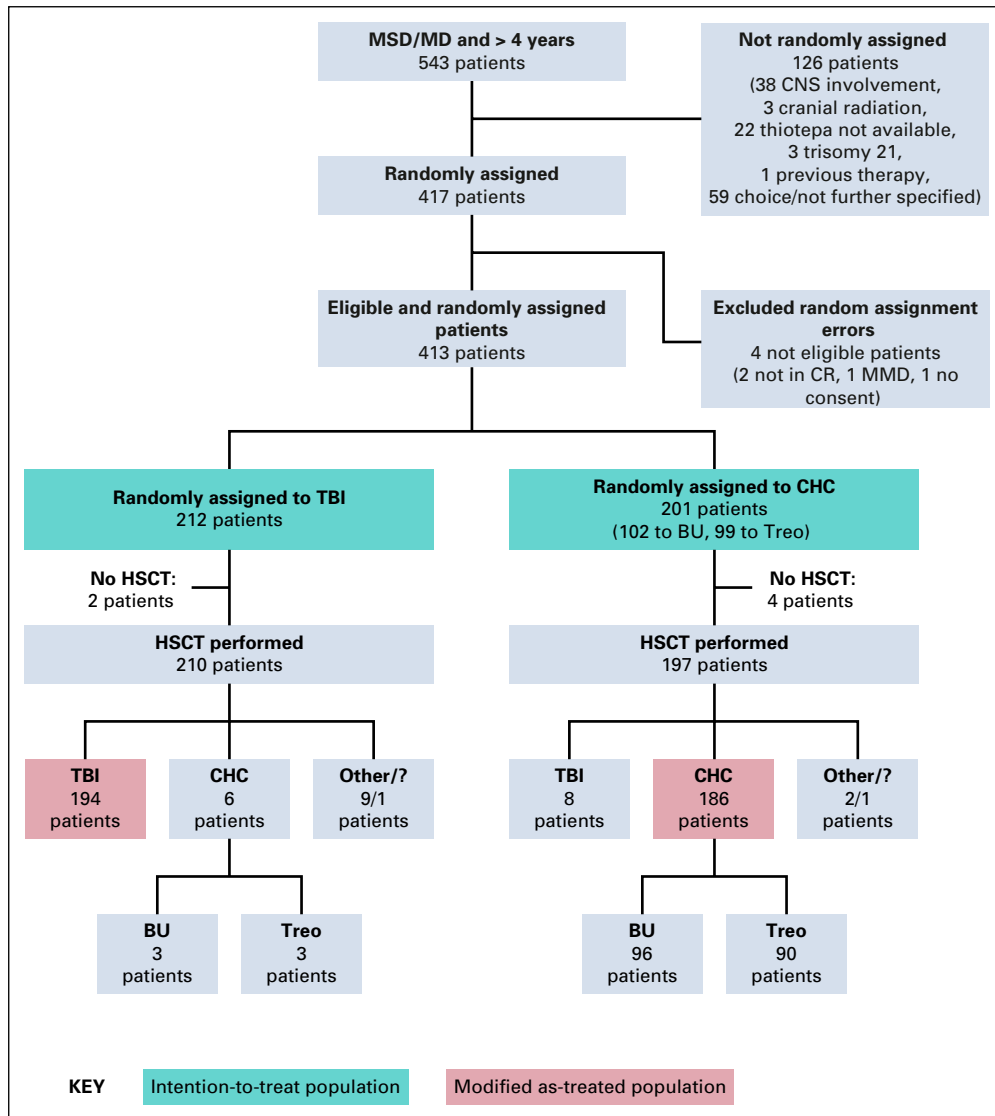 MSD/MD and > 4 years
543 patients
Not randomly assigned
126 patients
(38 CNS involvement,
3 cranial radiation,
22 thiotepa not available,
3 trisomy 21,
1 previous therapy,
59 choice/not further specified)
Randomly assigned
417 patients
Eligible and randomly assigned
patients
413 patients
Excluded random assignment
errors
4 not eligible patients
(2 not in CR, 1 MMD, 1 no
consent)
Randomly assigned to TBI
212 patients
Randomly assigned to CHC
201 patients
(102 to BU, 99 to Treo)
No HSCT:
2 patients
No HSCT:
4 patients
HSCT performed
210 patients
HSCT performed
197 patients
TBI
194
patients
CHC
6
patients
Other/?
9/1
patients
TBI
8
patients
CHC
186
patients
Other/?
2/1
patients
BU
3
patients
Treo
3
patients
BU
96
patients
Treo
90
patients
KEY
Intention-to-treat population
Modified as-treated population